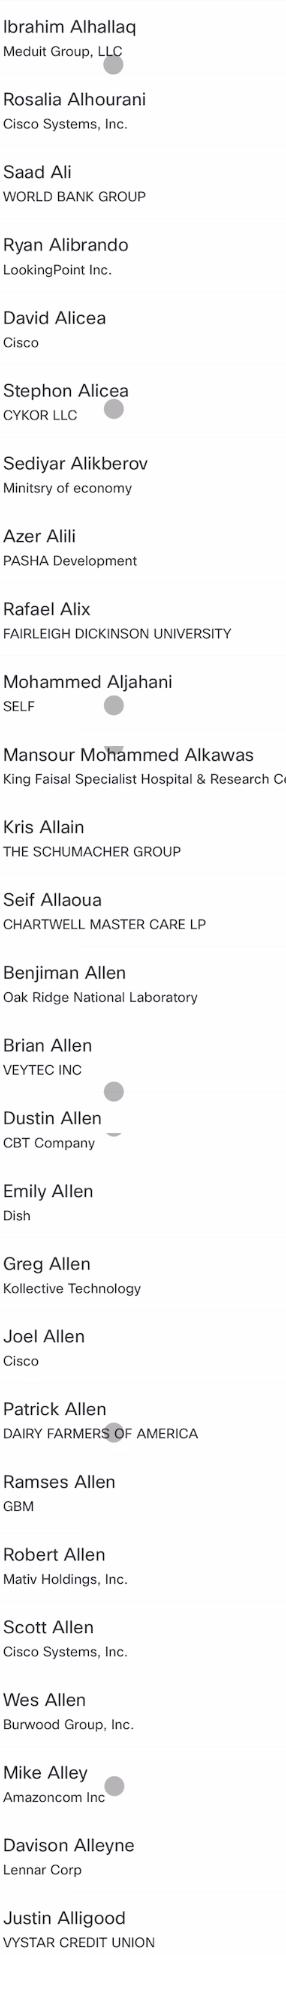 Ibrahim Alhallaq
Meduit Group, LLC
Rosalia Alhourani
Cisco Systems, Inc.
Saad Ali
WORLD BANK GROUP
Ryan Alibrando
LookingPoint Inc.
David Alicea
Cisco
Stephon Alicea
CYKOR LLC
Sediyar Alikberov
Minitsry of economy
Azer Alili
PASHA Development
Rafael Alix
FAIRLEIGH DICKINSON UNIVERSITY
Mohammed Aljahani
SELF
Mansour Mohammed Alkawas
King Faisal Specialist Hospital & Research
Kris Allain
THE SCHUMACHER GROUP
Seif Allaoua
CHARTWELL MASTER CARE LP
Benjiman Allen
Oak Ridge National Laboratory
Brian Allen
VEYTEC INC
Dustin Allen
CBT Company
Emily Allen
Dish
Greg Allen
Kollective Technology
Joel Allen
Cisco
Patrick Allen
DAIRY FARMERS OF AMERICA
Ramses Allen
GBM
Robert Allen
Mativ Holdings, Inc.
Scott Allen
Cisco Systems, Inc.
Wes Allen
Burwood Group, Inc.
Mike Alley
Amazoncom Inc
Davison Alleyne
Lennar Corp
Justin Alligood
VYSTAR CREDIT UNION